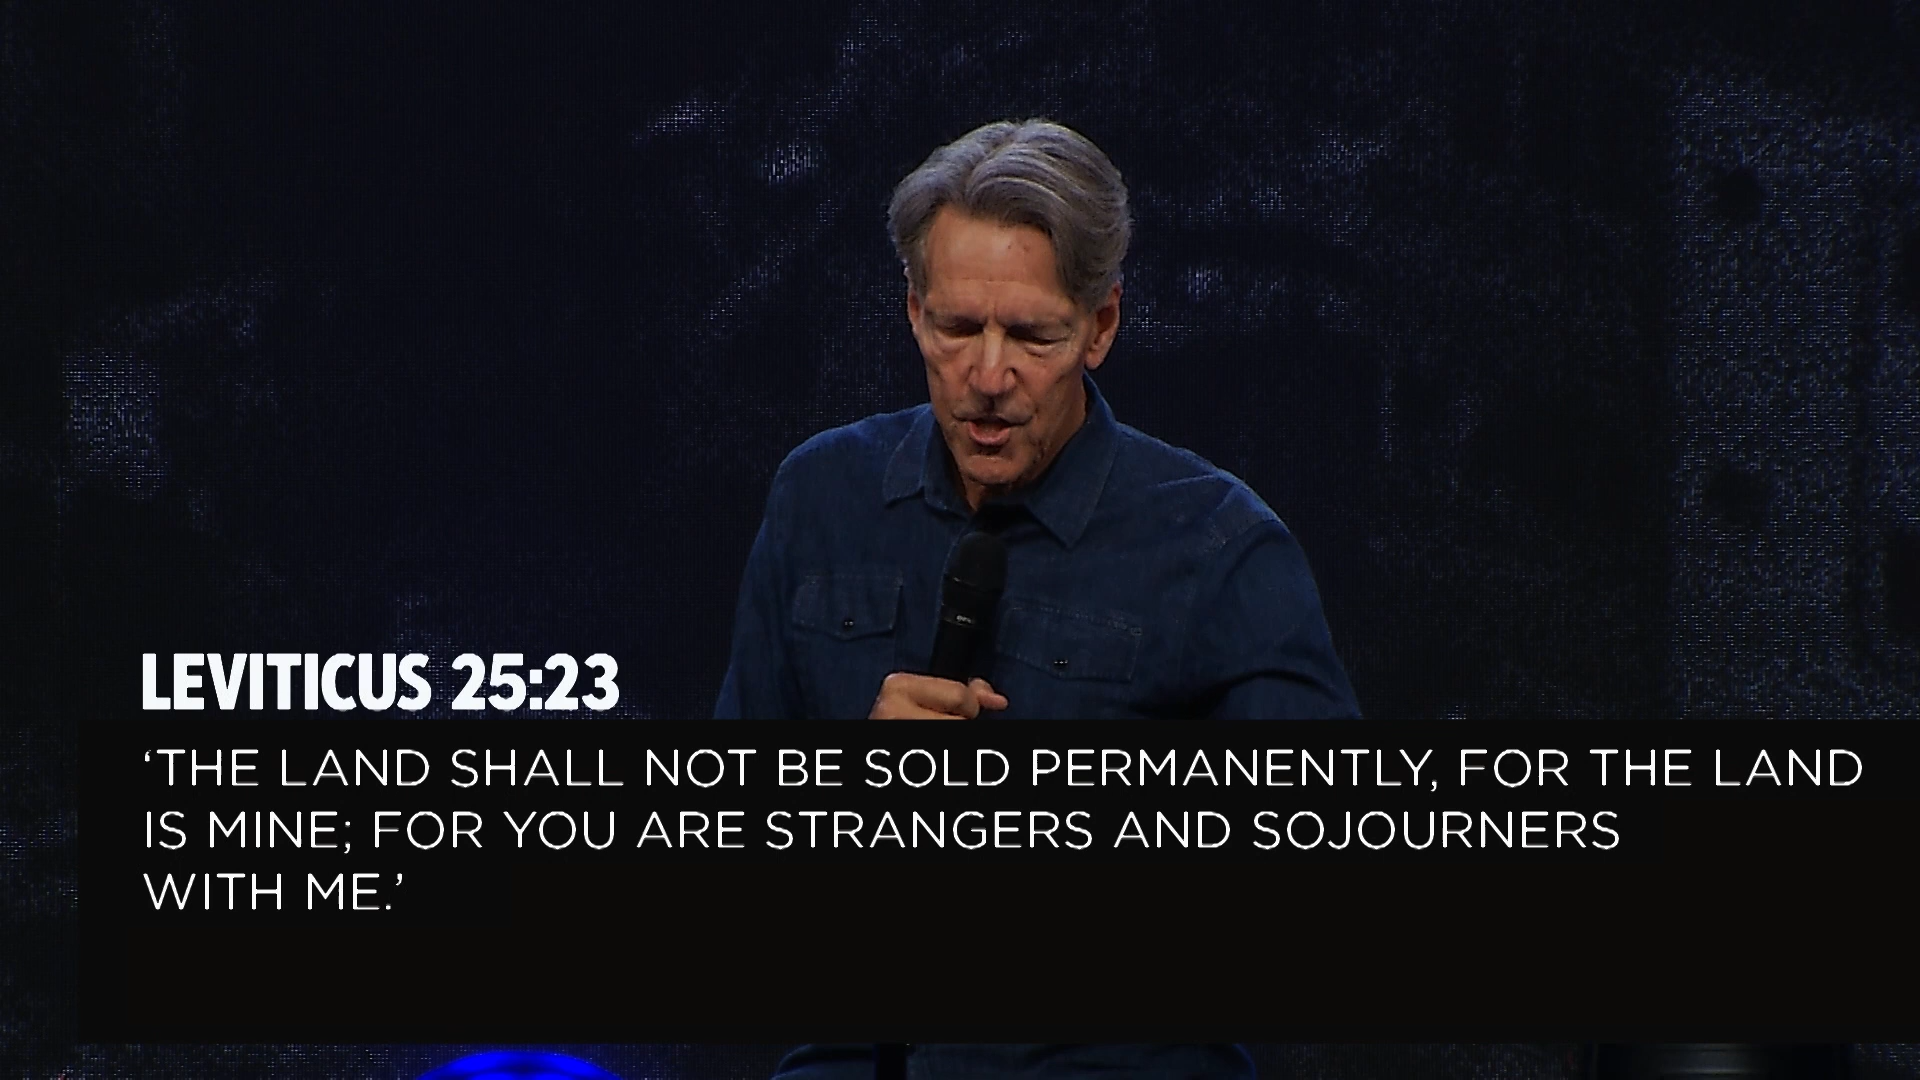 LEVITICUS 25:23
‘THE LAND SHALL NOT BE SOLD PERMANENTLY, FOR THE LAND
IS MINE; FOR YOU ARE STRANGERS AND SOJOURNERS
WITH ME.’